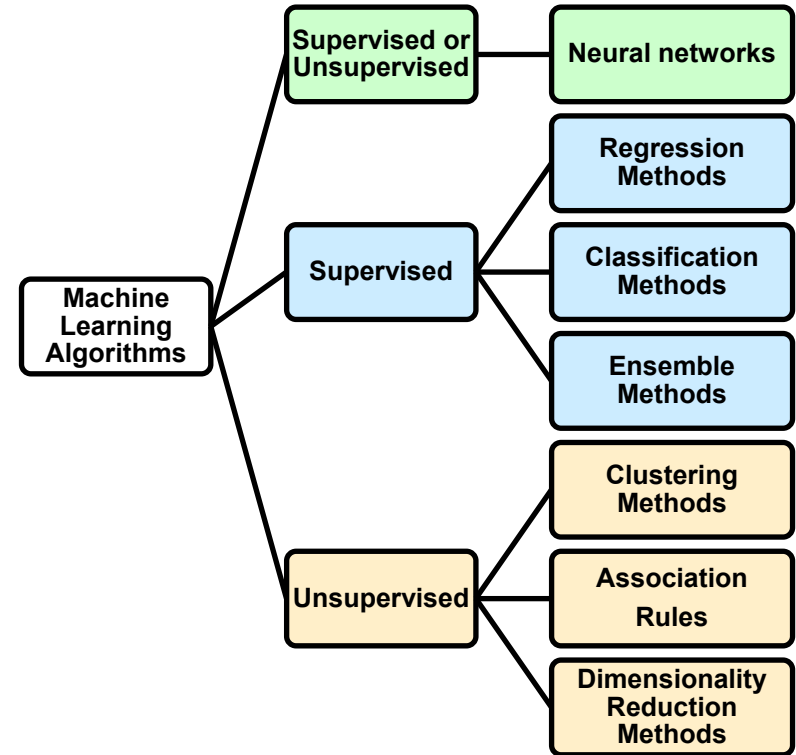 Supervised or
Unsupervised
Neural networks
Regression
Methods
Supervised
Classification
Methods
Machine
Learning
Algorithms
Ensemble
Methods
Clustering
Methods
Unsupervised
Association
Rules
Dimensionality
Reduction
Methods